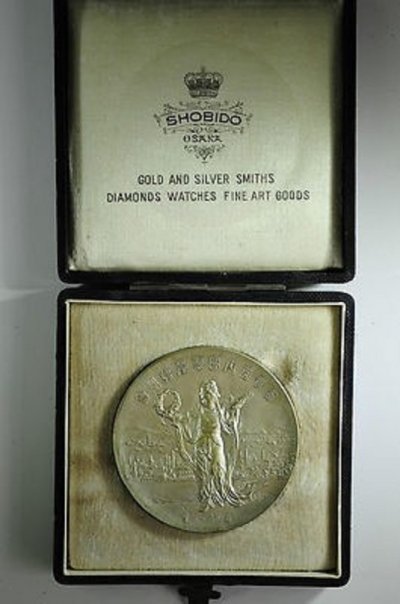 SHOBIDO
OSAKA
GOLD AND SILVER SMITHS
DIAMONDS WATCHES FINE ART GOODS